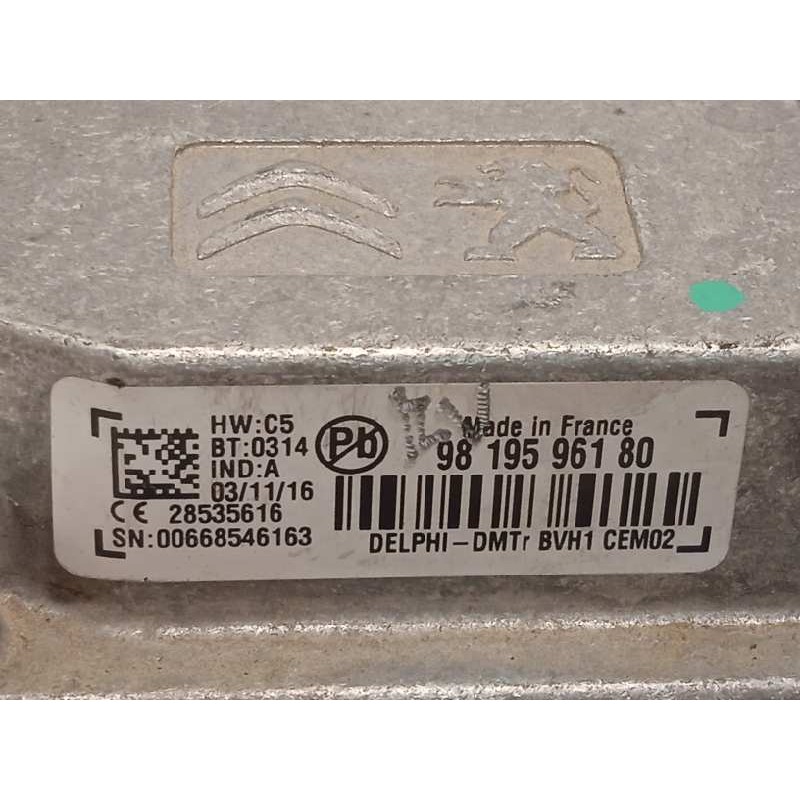 HW:C5
BT:0314
IND:A
03/11/16
CE 28535616
SN:00668546163
Pb
Made in France
98 195 961 80
DELPHI-DMTr BVH1 CEM02